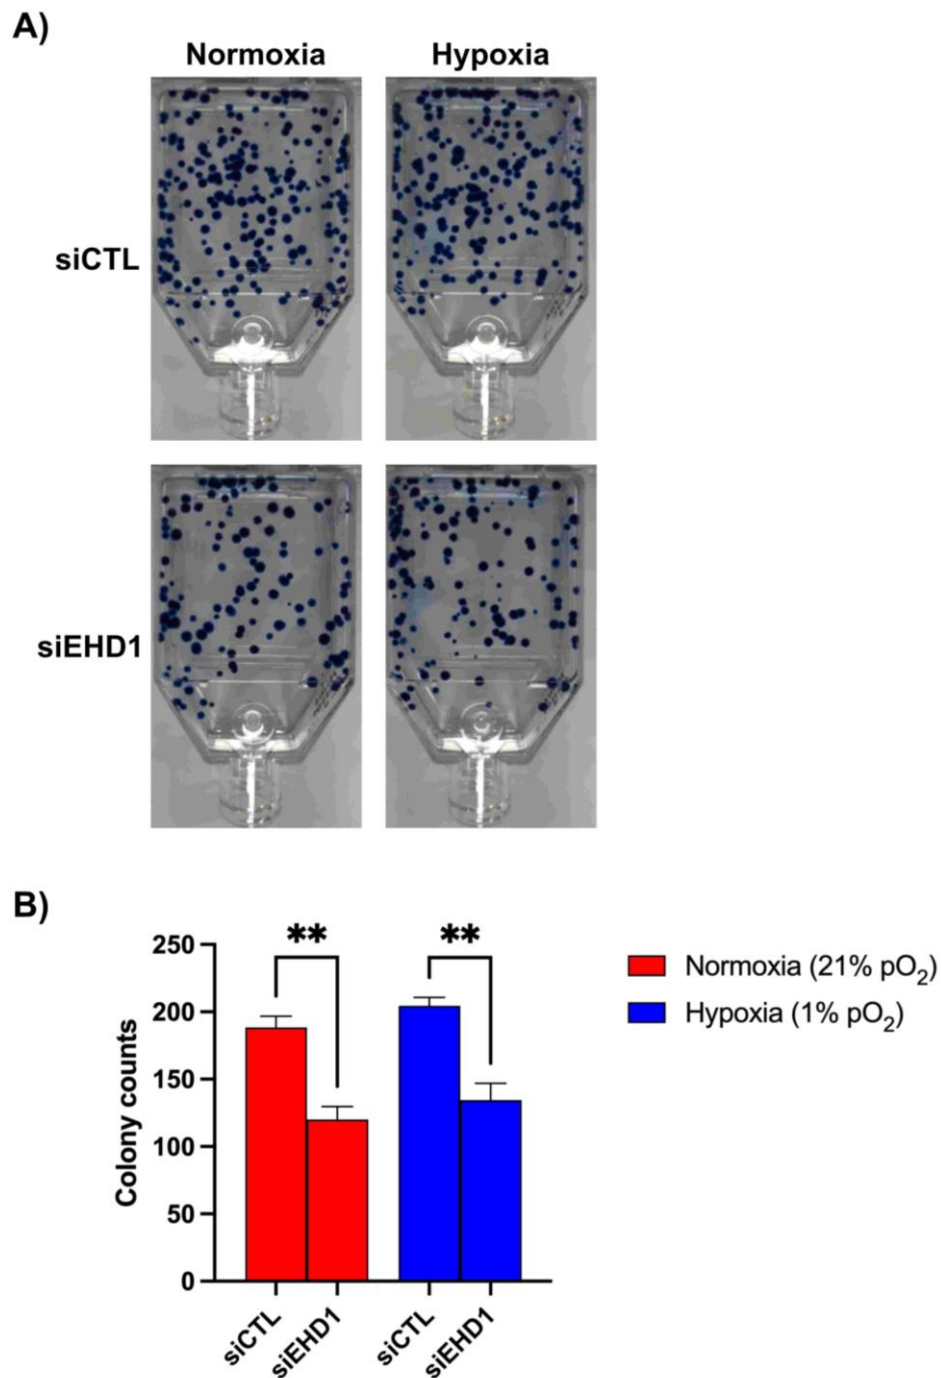 A)
Normoxia Hypoxia
siCTL
siEHD1
B)
** **
250
200
150
100
50
0
Colony counts
siCTL siEHD1 siCTL siEHD1
Normoxia (21% pO2)
Hypoxia (1% pO2)